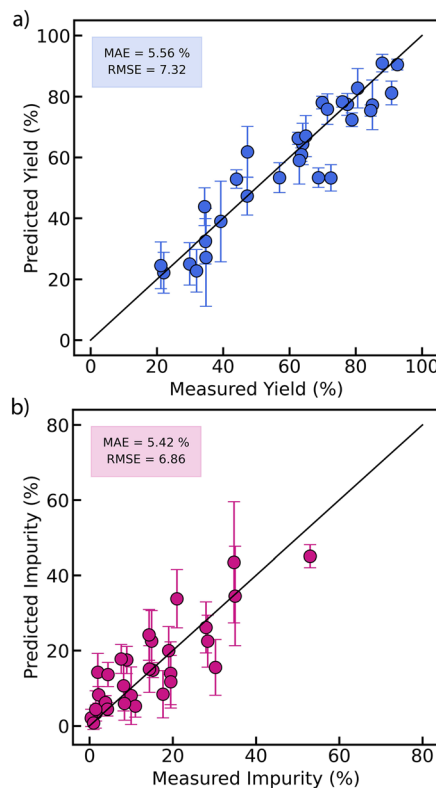 a)
MAE = 5.56 %
RMSE = 7.32
100
80
60
40
20
0
Predicted Yield (%)
0 20 40 60 80 100
Measured Yield (%)
b)
MAE = 5.42 %
RMSE = 6.86
80
60
40
20
0
Predicted Impurity (%)
0 20 40 60 80
Measured Impurity (%)